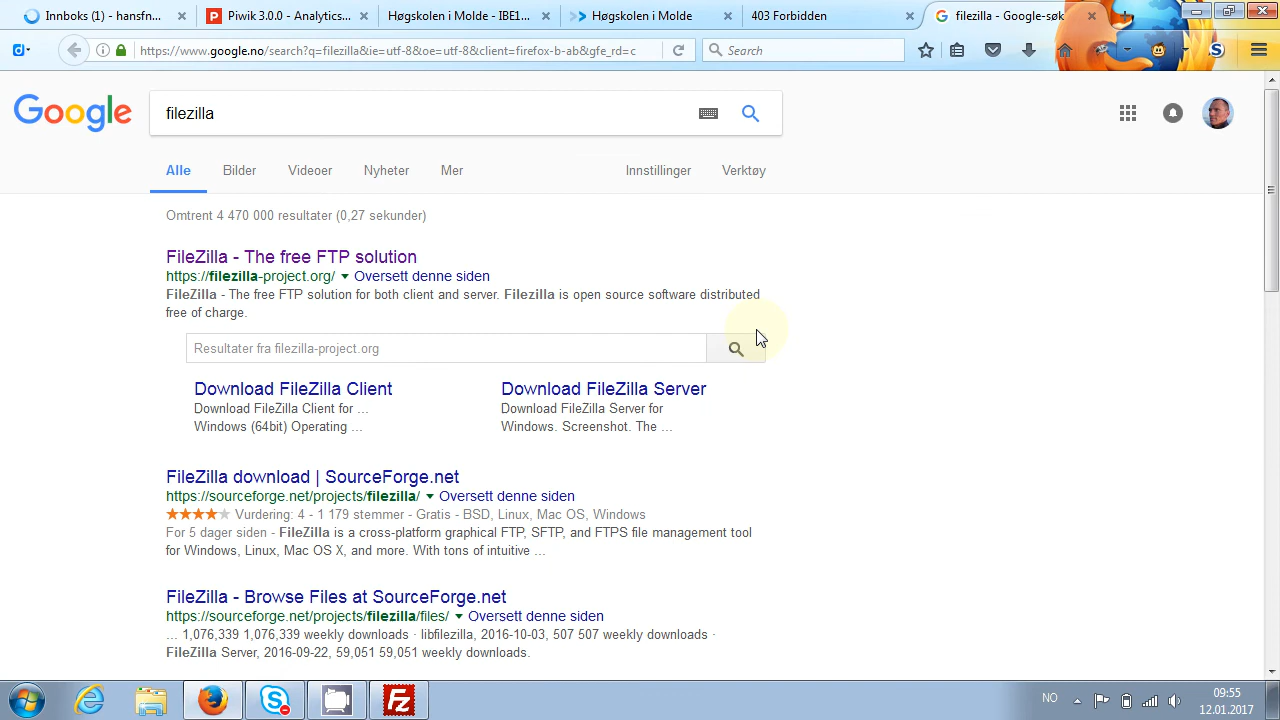 Innboks (1) - hansfn...
Piwik 3.0.0 - Analytics...
Høgskolen i Molde IBE1...
Høgskolen i Molde
403 Forbidden
filezilla - Google-søk
https://www.google.no/search?q=filezilla&ie=utf-8&oe=utf-8&client=firefox-b-ab&gfe_rd=c
Search
Google
filezilla
Alle
Bilder
Videoer
Nyheter
Mer
Innstillinger
Verktøy
Omtrent 4 470 000 resultater (0,27 sekunder)
FileZilla - The free FTP solution
https://filezilla-project.org/ Oversett denne siden
FileZilla - The free FTP solution for both client and server. Filezilla is open source software distributed
free of charge.
Resultater fra filezilla-project.org
Download FileZilla Client
Download FileZilla Client for ...
Windows (64bit) Operating ...
Download FileZilla Server
Download FileZilla Server for
Windows. Screenshot. The ...
FileZilla download | SourceForge.net
https://sourceforge.net/projects/filezilla/ Oversett denne siden
Vurdering: 4 - 1 179 stemmer - Gratis - BSD, Linux, Mac OS, Windows
For 5 dager siden - FileZilla is a cross-platform graphical FTP, SFTP, and FTPS file management tool
for Windows, Linux, Mac OS X, and more. With tons of intuitive ...
FileZilla - Browse Files at SourceForge.net
https://sourceforge.net/projects/filezilla/files/ Oversett denne siden
... 1,076,339 1,076,339 weekly downloads · libfilezilla, 2016-10-03, 507 507 weekly downloads ·
FileZilla Server, 2016-09-22, 59,051 59,051 weekly downloads.
NO
09:55
12.01.2017